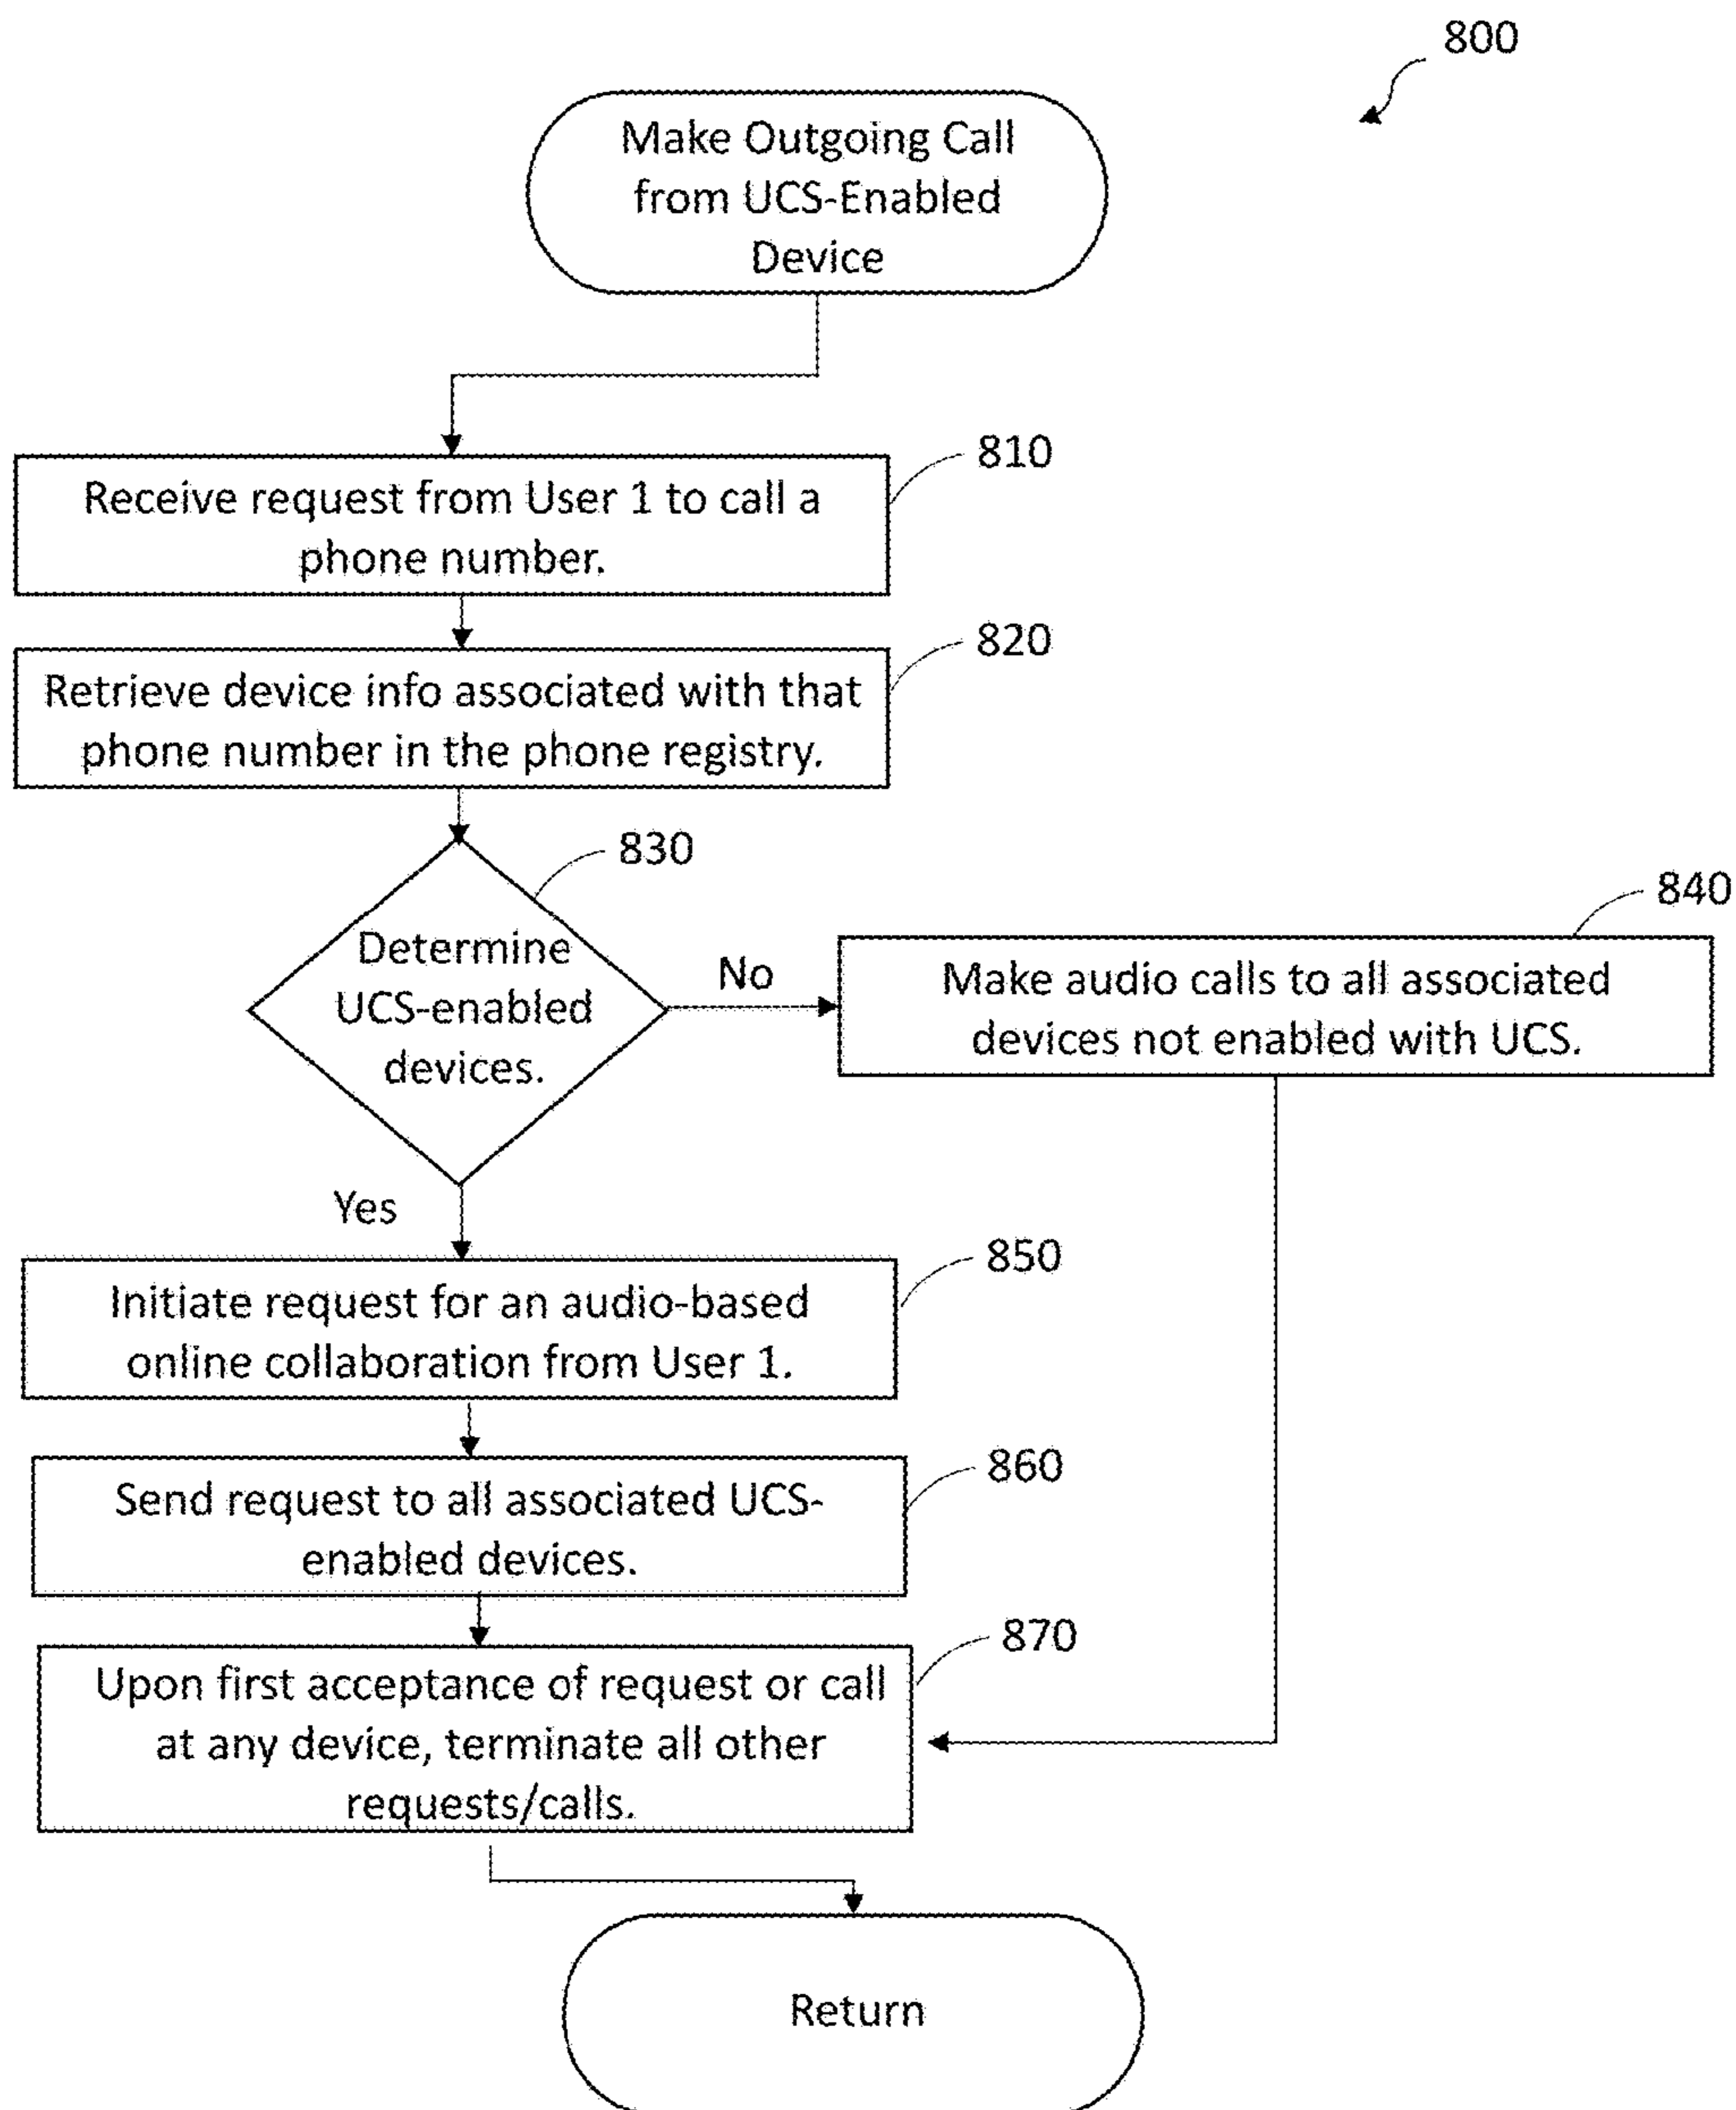 800
Make Outgoing Call
from UCS-Enabled
Device
810
Receive request from User 1 to call a
phone number.
820
Retrieve device info associated with that
phone number in the phone registry.
830
Determine
UCS-enabled
devices.
No
840
Make audio calls to all associated
devices not enabled with UCS.
Yes
850
Initiate request for an audio-based
online collaboration from User 1.
860
Send request to all associated UCS-
enabled devices.
870
Upon first acceptance of request or call
at any device, terminate all other
requests/calls.
Return